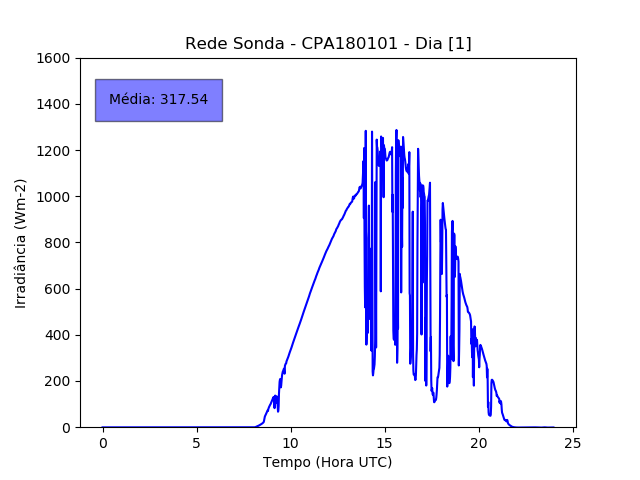 Rede Sonda - CPA180101 - Dia [1]
Média: 317.54
Irradiância (Wm-2)
1600
1400
1200
1000
800
600
400
200
0
0 5 10 15 20 25
Tempo (Hora UTC)